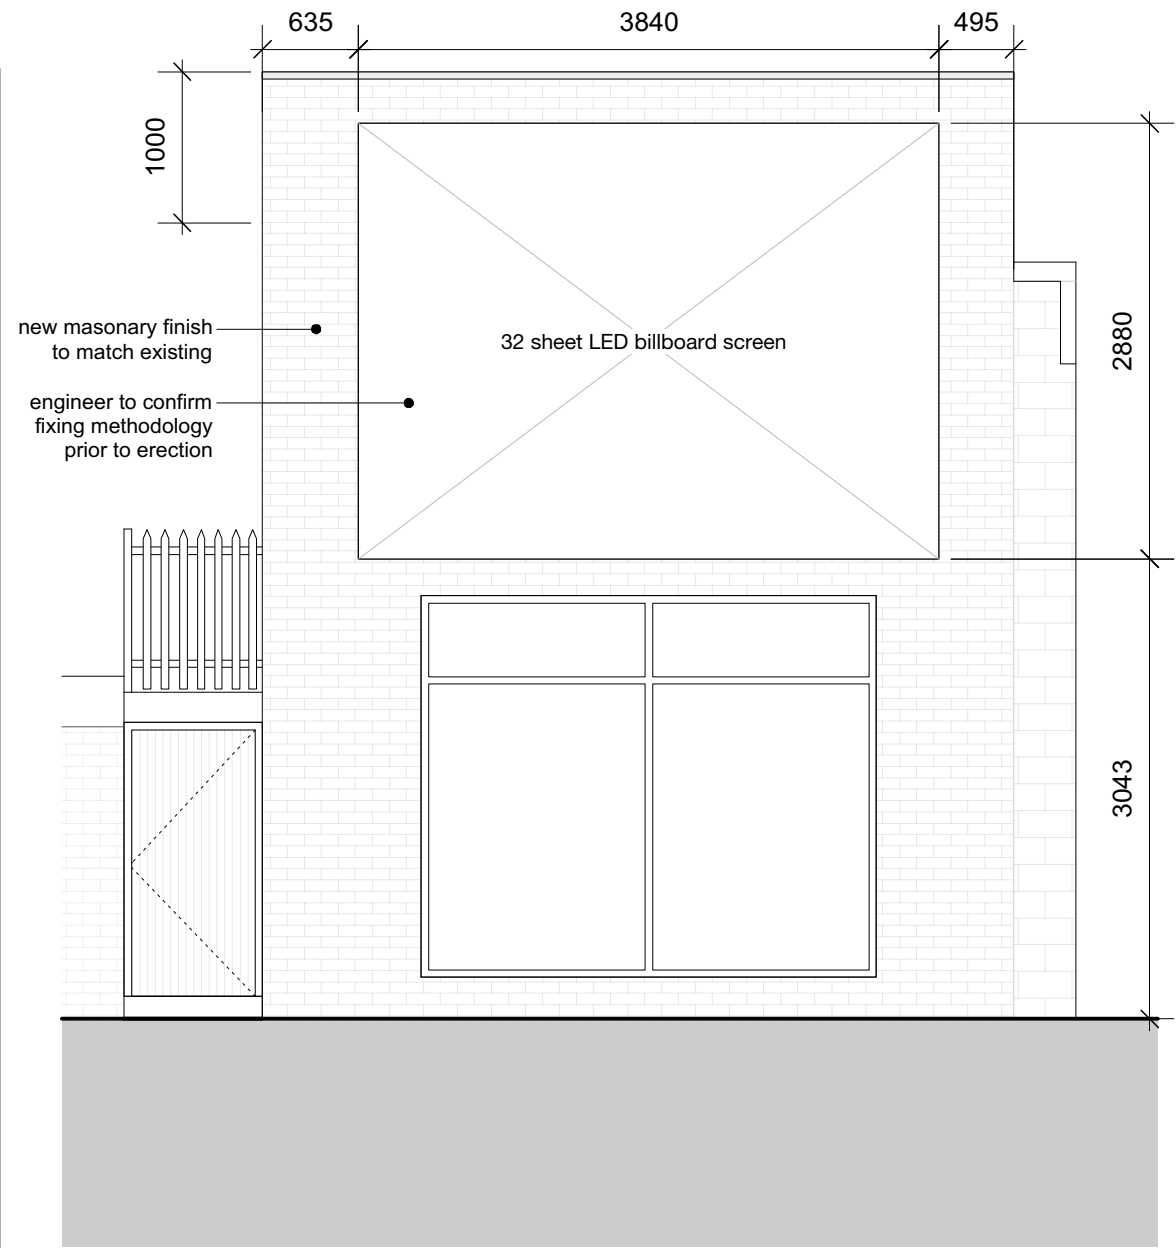 635
3840
495
1000
2880
new masonary finish
to match existing
32 sheet LED billboard screen
engineer to confirm
fixing methodology
prior to erection
3043